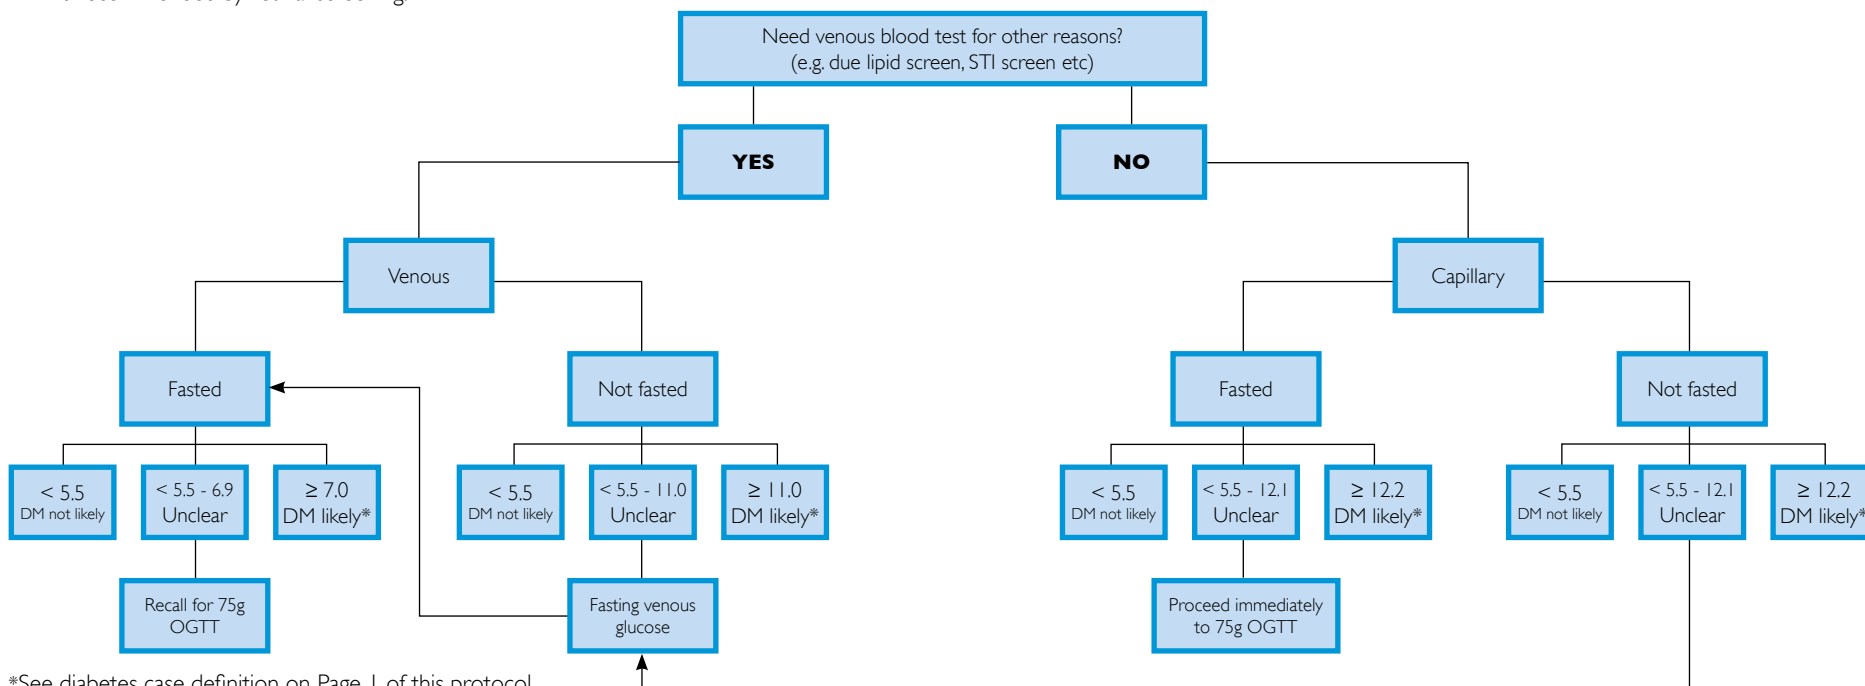 Need venous blood test for other reasons?
(e.g. due lipid screen, STI screen etc)
YES
NO
Venous
Capillary
Fasted
Not fasted
Fasted
Not fasted
< 5.5
DM not likely
< 5.5 - 6.9
Unclear
≥ 7.0
DM likely*
< 5.5
DM not likely
< 5.5 - 11.0
Unclear
≥ 11.0
DM likely*
< 5.5
DM not likely
< 5.5 - 12.1
Unclear
≥ 12.2
DM likely*
< 5.5
DM not likely
< 5.5 - 12.1
Unclear
≥ 12.2
DM likely*
Recall for 75g
OGTT
Fasting venous
glucose
Proceed immediately
to 75g OGTT
*See diabetes case definition on Page 1 of this protocol